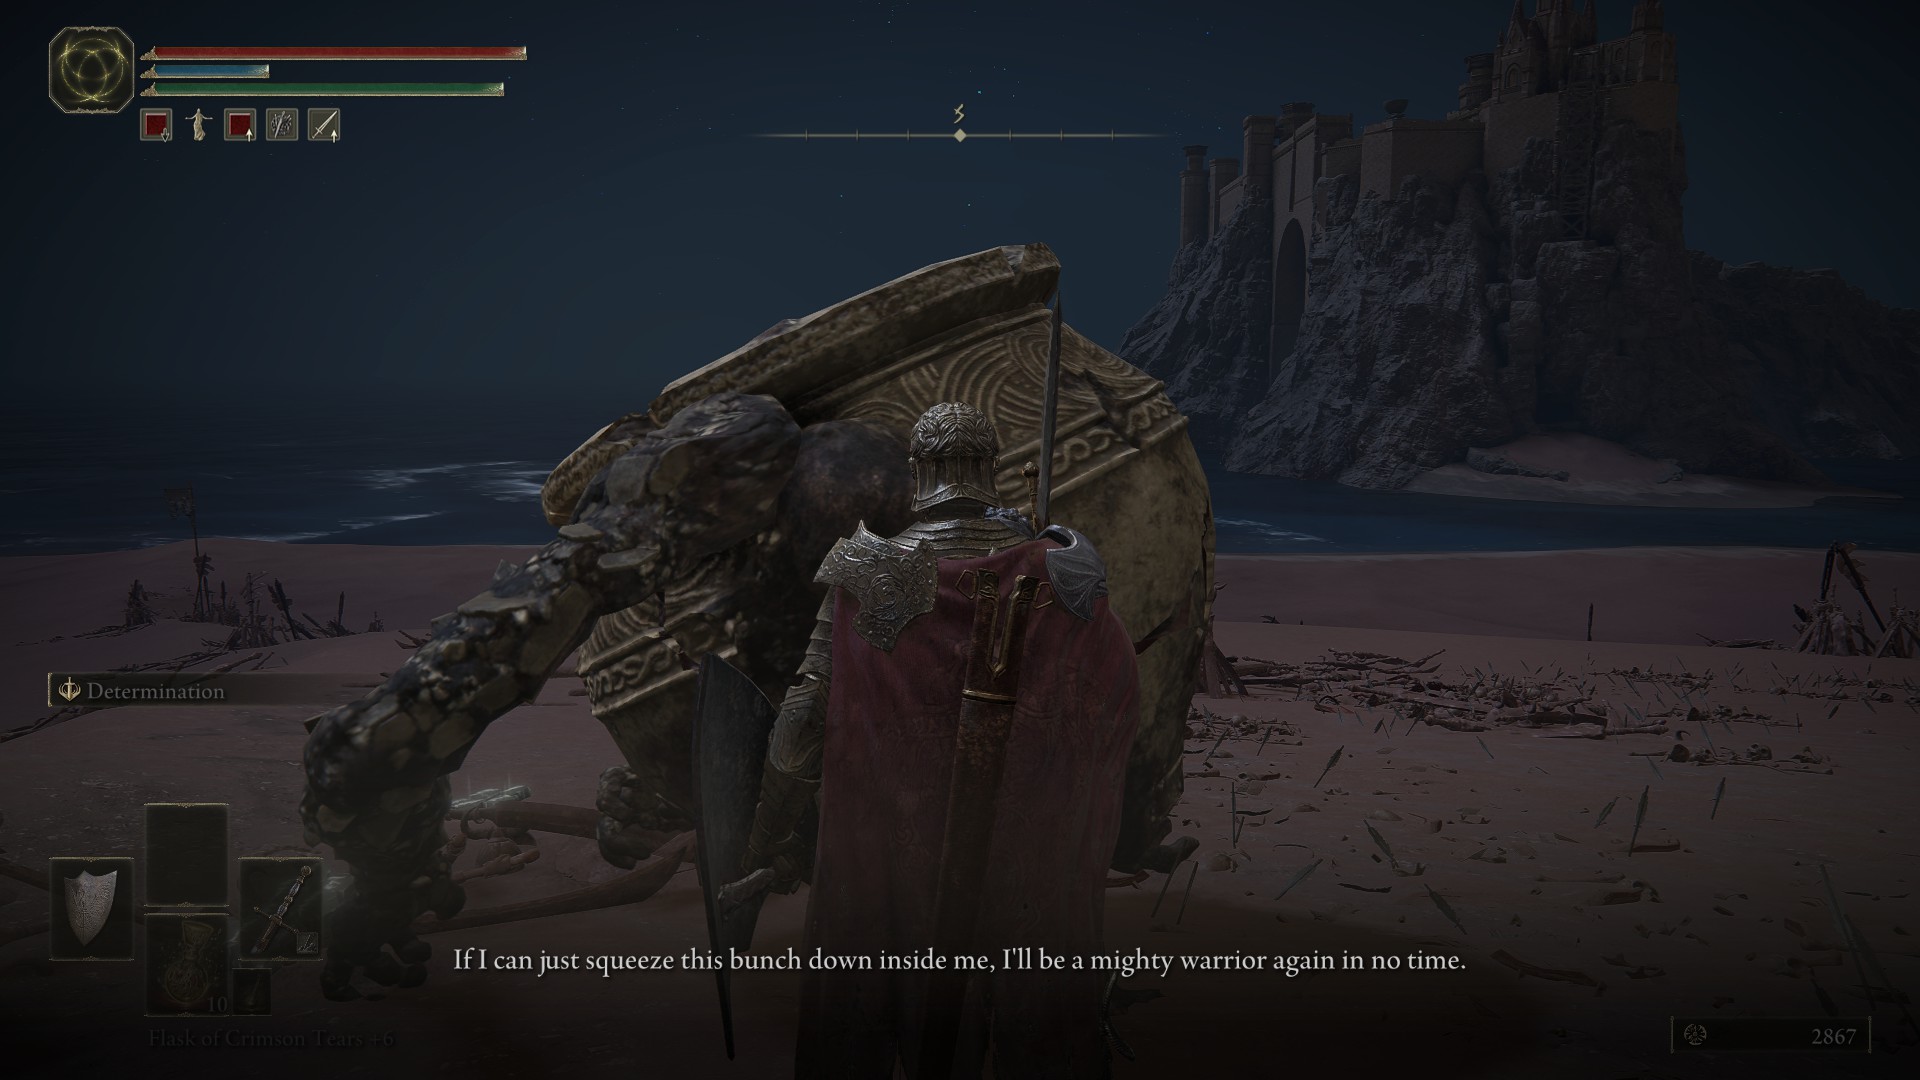 S
Determination
If I can just squeeze this bunch down inside me, I'll be a mighty warrior again in no time.
10
Flask of Crimson Tears +6
2867